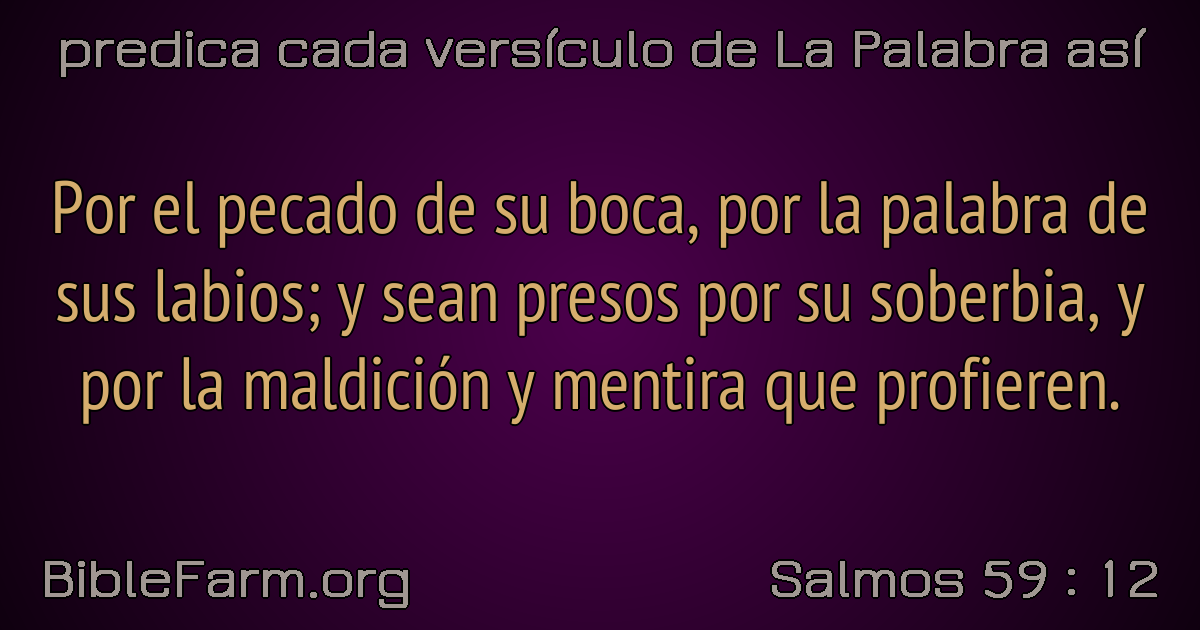 predica cada versículo de La Palabra así
Por el pecado de su boca, por la palabra de
sus labios; y sean presos por su soberbia, y
por la maldición y mentira que profieren.
BibleFarm.org
Salmos 59 : 12